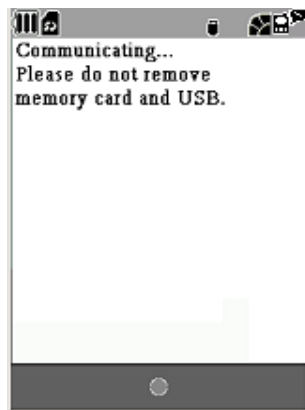 Communicating...
Please do not remove
memory card and USB.